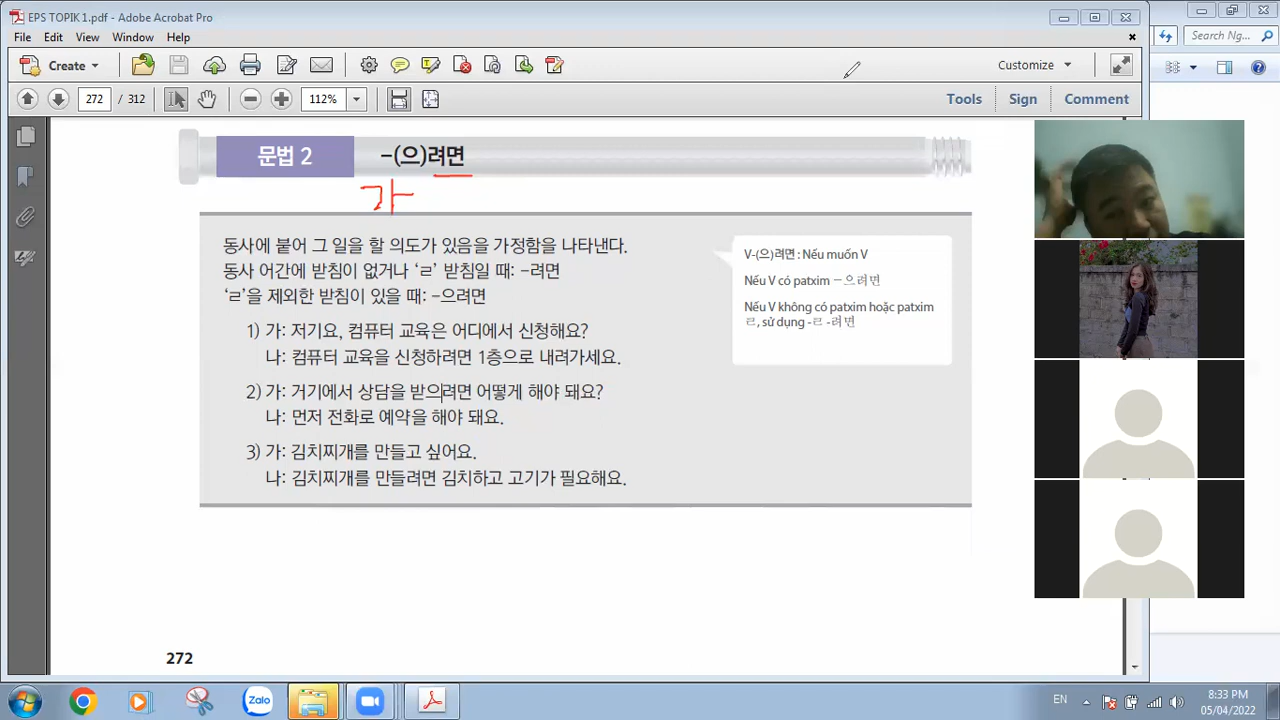 EPS TOPIK 1.pdf - Adobe Acrobat Pro
File Edit View Window Help
Search Ng...
Create
Customize
272 / 312 112% Tools Sign Comment
문법 2 -(으)려면
가
동사에 붙어 그 일을 할 의도가 있음을 가정함을 나타낸다.
동사 어간에 받침이 없거나 ‘ㄹ’ 받침일 때: -려면
‘ㄹ’을 제외한 받침이 있을 때: -으려면
1) 가: 저기요, 컴퓨터 교육은 어디에서 신청해요?
나: 컴퓨터 교육을 신청하려면 1층으로 내려가세요.
2) 가: 거기에서 상담을 받으려면 어떻게 해야 돼요?
나: 먼저 전화로 예약을 해야 돼요.
3) 가: 김치찌개를 만들고 싶어요.
나: 김치찌개를 만들려면 김치하고 고기가 필요해요.
V-(으)려면 : Nếu muốn V
Nếu V có patxim －으려면
Nếu V không có patxim hoặc patxim
ㄹ, sử dụng -ㄹ -려면
272
Zalo
EN
8:33 PM
05/04/2022